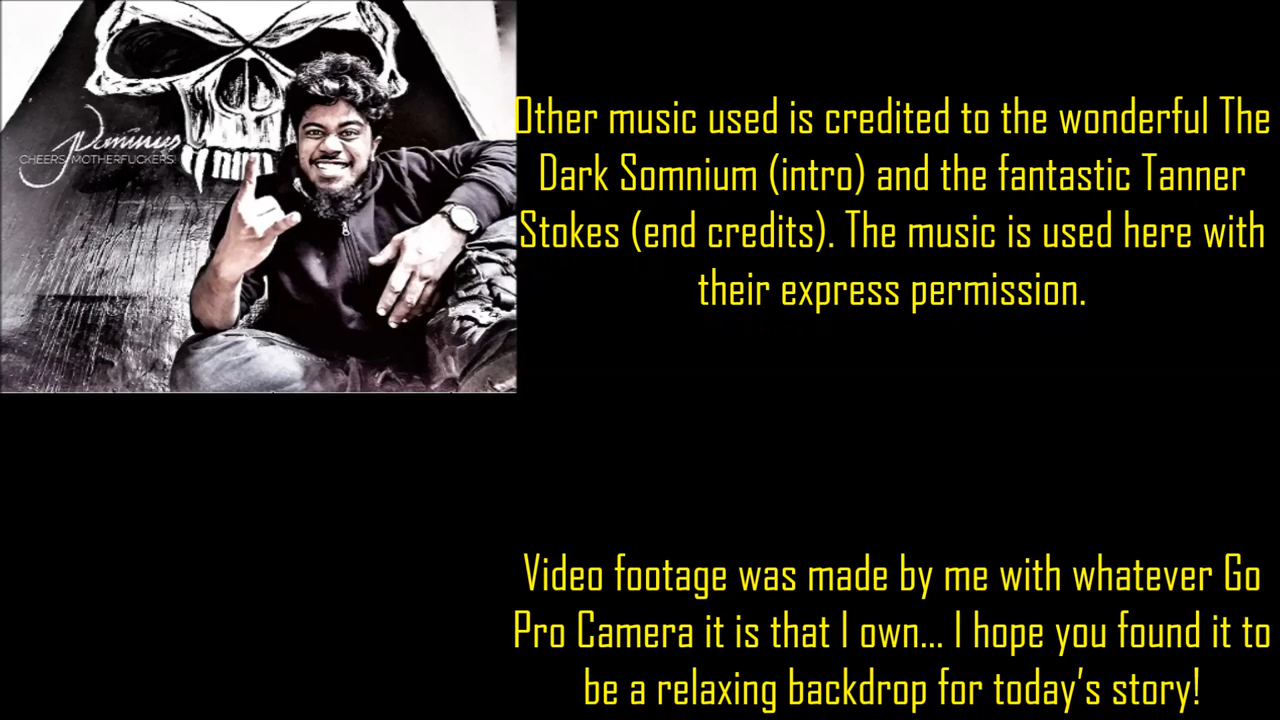 Daminus
CHEERS MOTHERFUCKERS!
Other music used is credited to the wonderful The
Dark Somnium (intro) and the fantastic Tanner
Stokes (end credits). The music is used here with
their express permission.
Video footage was made by me with whatever Go
Pro Camera it is that I own... I hope you found it to
be a relaxing backdrop for today's story!